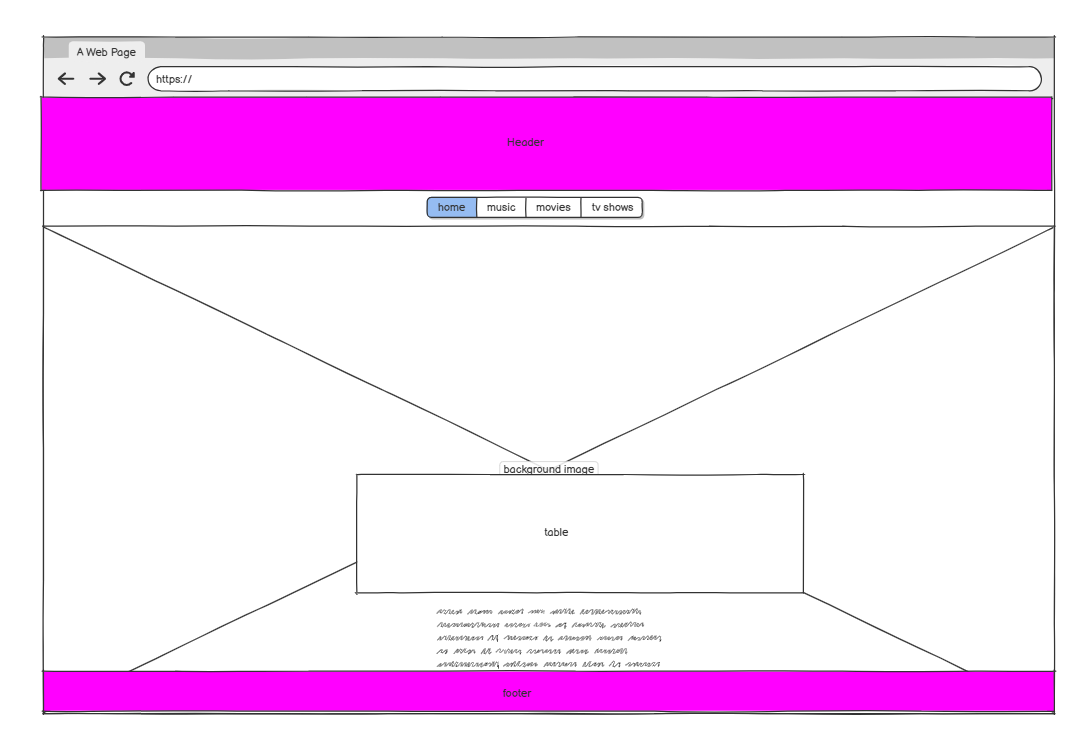 A Web Page
https://
Header
home music movies tv shows
background image
table
footer